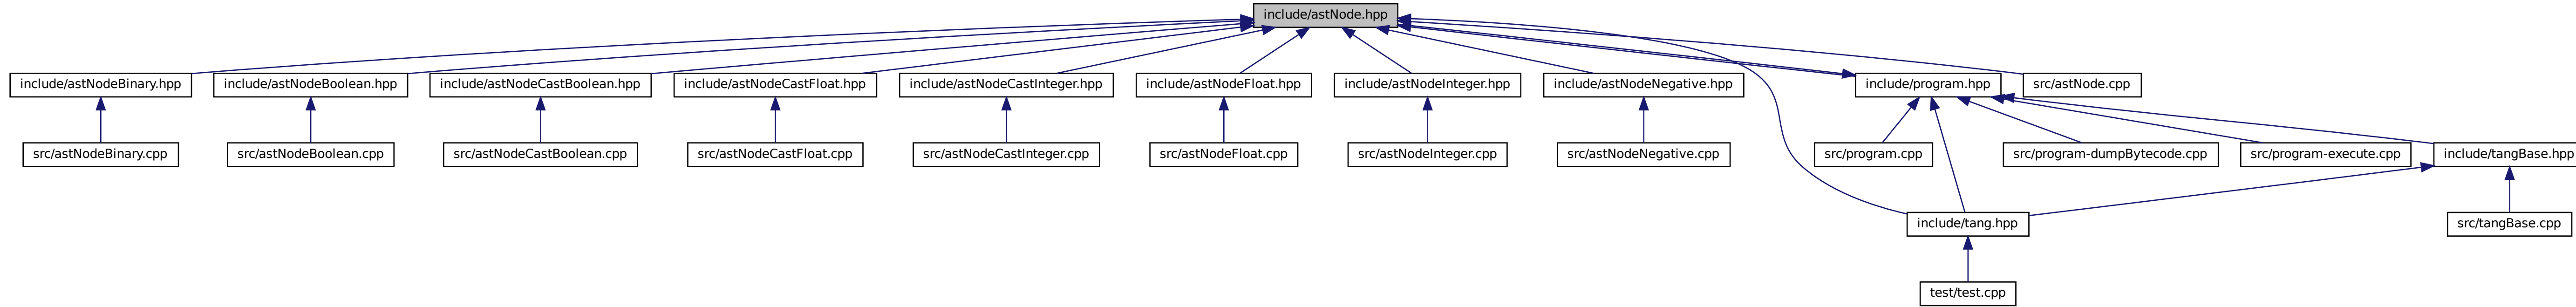 include/astNode.hpp
include/astNodeBinary.hpp
include/astNodeBoolean.hpp
include/astNodeCastBoolean.hpp
include/astNodeCastFloat.hpp
include/astNodeCastInteger.hpp
include/astNodeFloat.hpp
include/astNodeInteger.hpp
include/astNodeNegative.hpp
include/program.hpp
src/astNode.cpp
src/astNodeBinary.cpp
src/astNodeBoolean.cpp
src/astNodeCastBoolean.cpp
src/astNodeCastFloat.cpp
src/astNodeCastInteger.cpp
src/astNodeFloat.cpp
src/astNodeInteger.cpp
src/astNodeNegative.cpp
src/program.cpp
src/program-dumpBytecode.cpp
src/program-execute.cpp
include/tangBase.hpp
include/tang.hpp
src/tangBase.cpp
test/test.cpp